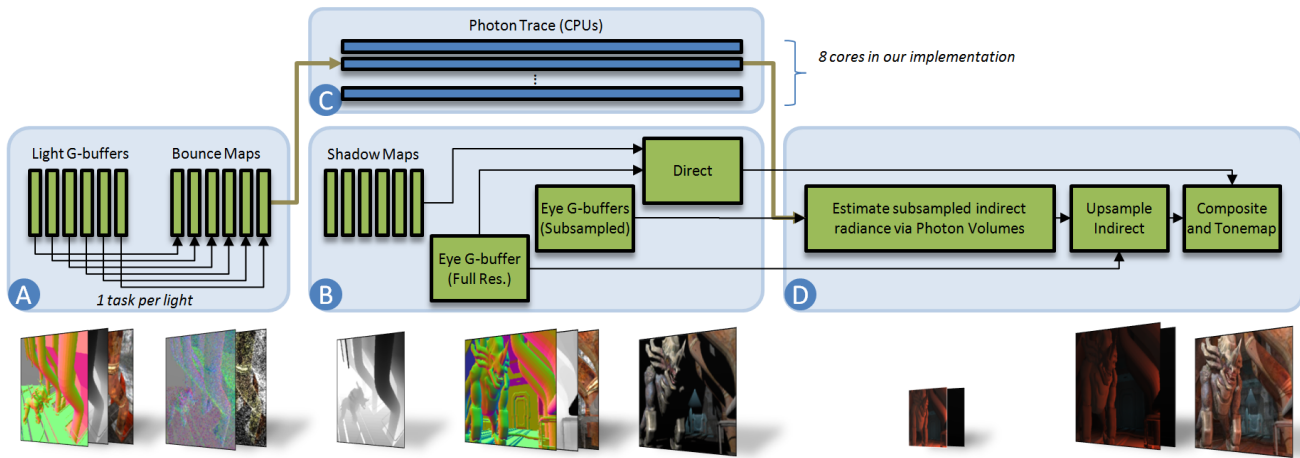 Photon Trace (CPUs)
⋮
8 cores in our implementation
C
Light G-buffers
Bounce Maps
1 task per light
A
Shadow Maps
Direct
Eye G-buffers
(Subsampled)
Eye G-buffer
(Full Res.)
B
Estimate subsampled indirect
radiance via Photon Volumes
Upsample
Indirect
Composite
and Tonemap
D